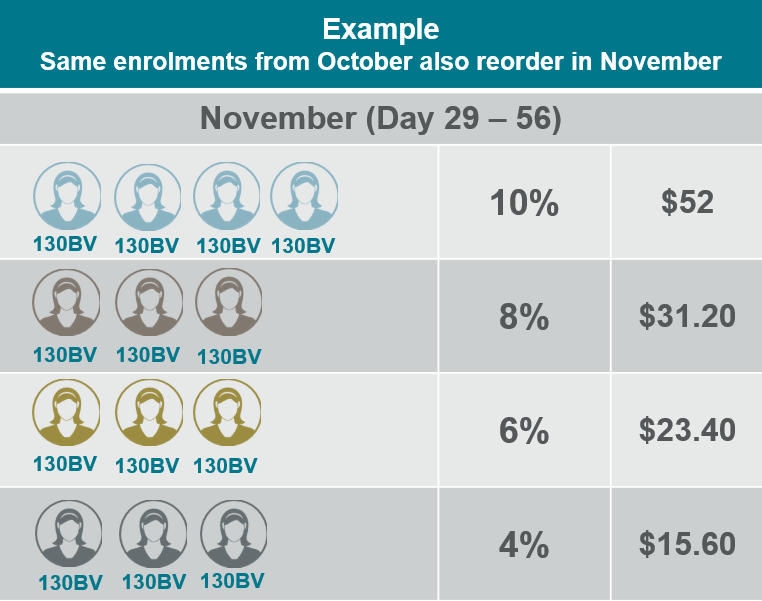 Example
Same enrolments from October also reorder in November
November (Day 29 – 56)
130BV 130BV 130BV 130BV 10% $52
130BV 130BV 130BV 8% $31.20
130BV 130BV 130BV 6% $23.40
130BV 130BV 130BV 4% $15.60